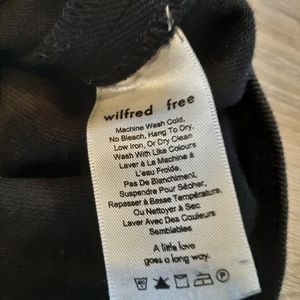 wilfred free
Machine Wash Cold,
No Bleach, Hang To Dry,
Low Iron, Or Dry Clean
Wash With Like Colours
Laver À La Machine À
L'eau Froide,
Pas De Blanchiment,
Suspendre Pour Sécher,
Repasser à Basse Température,
Ou Nettoyer à Sec
Laver Avec Des Couleurs
Semblables
A little love
goes a long way.